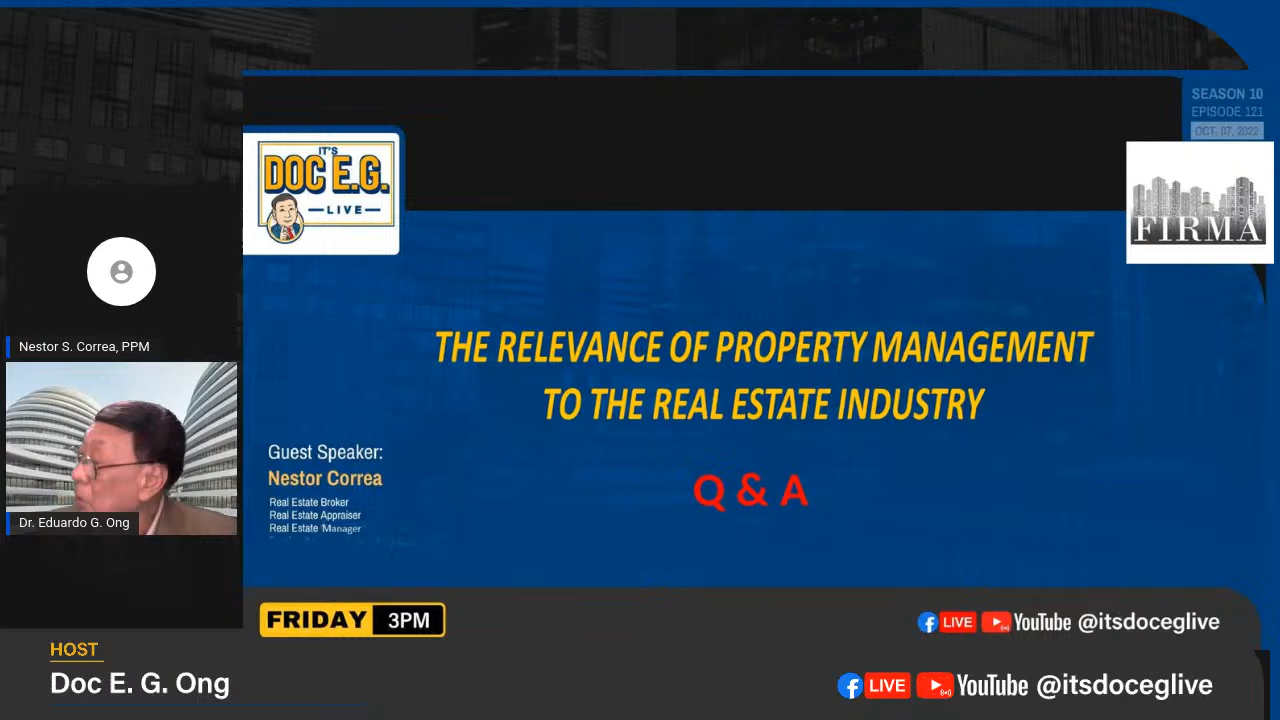 SEASON 10
EPISODE 121
OCT. 07, 2022
IT'S
DOC E.G.
LIVE
FIRMA
THE RELEVANCE OF PROPERTY MANAGEMENT
TO THE REAL ESTATE INDUSTRY
Q & A
Guest Speaker:
Nestor Correa
Real Estate Broker
Real Estate Appraiser
Real Estate Manager
Nestor S. Correa, PPM
Dr. Eduardo G. Ong
FRIDAY 3PM
LIVE YouTube @itsdoceglive
HOST
Doc E. G. Ong
LIVE YouTube @itsdoceglive